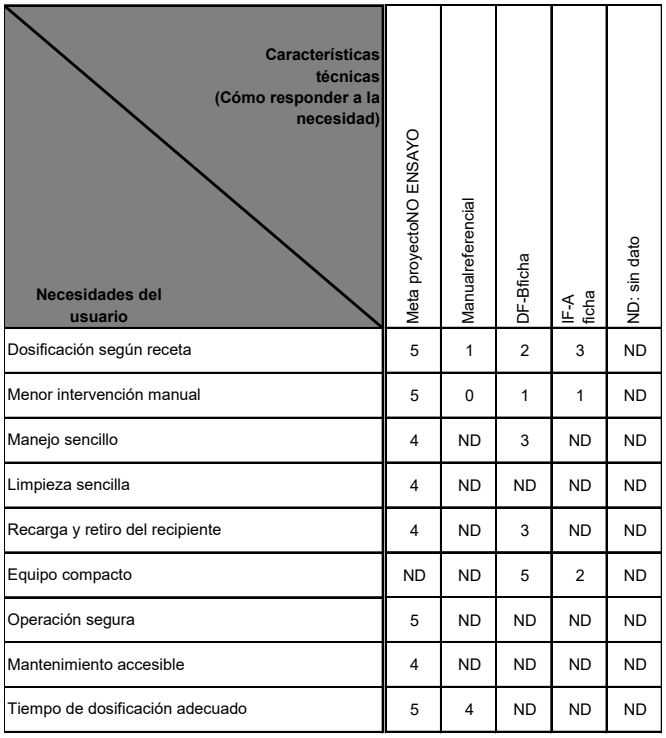 Características
técnicas
(Cómo responder a la
necesidad)
Necesidades del
usuario
Meta proyectoNO ENSAYO
Manualreferencial
DF-Bficha
IF-A
ficha
ND: sin dato
Dosificación según receta 5 1 2 3 ND
Menor intervención manual 5 0 1 1 ND
Manejo sencillo 4 ND 3 ND ND
Limpieza sencilla 4 ND ND ND ND
Recarga y retiro del recipiente 4 ND 3 ND ND
Equipo compacto ND ND 5 2 ND
Operación segura 5 ND ND ND ND
Mantenimiento accesible 4 ND ND ND ND
Tiempo de dosificación adecuado 5 4 ND ND ND